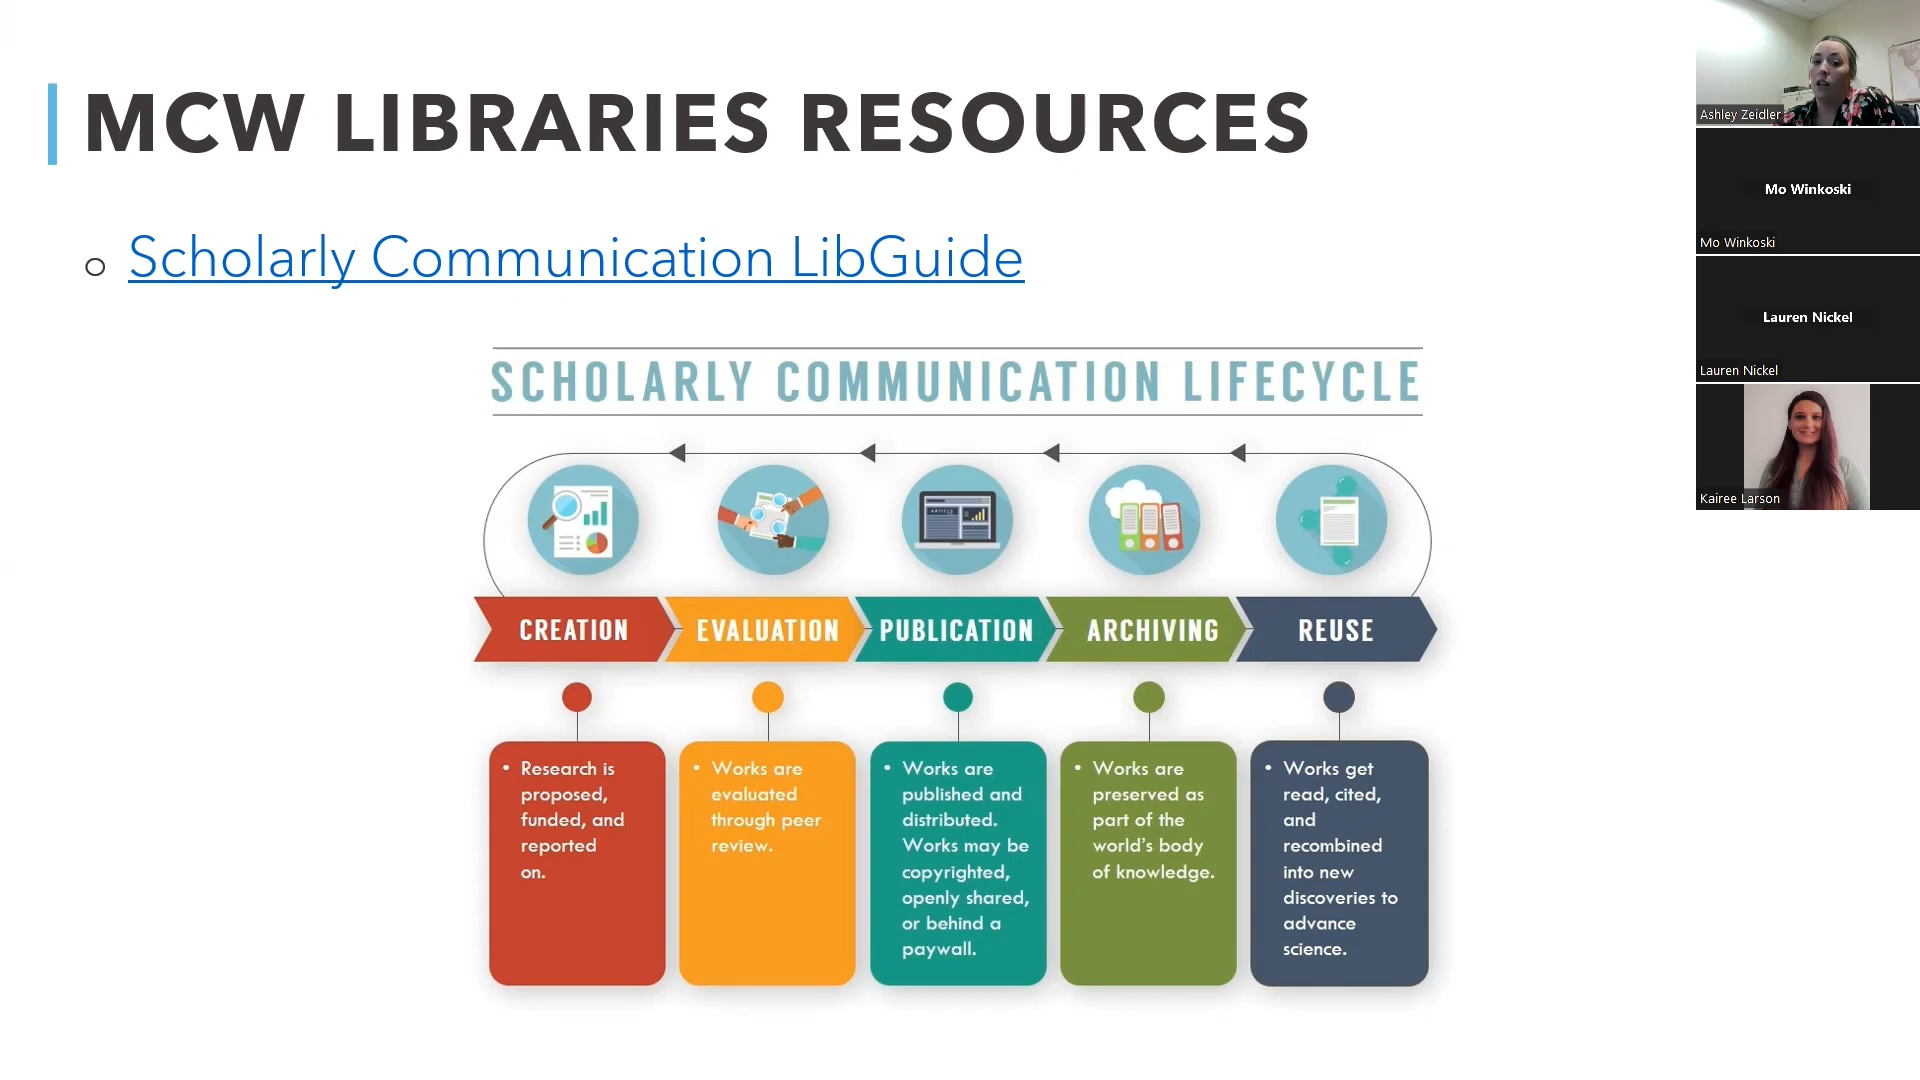 MCW LIBRARIES RESOURCES
Scholarly Communication LibGuide
SCHOLARLY COMMUNICATION LIFECYCLE
ARTICLE
CREATION
EVALUATION
PUBLICATION
ARCHIVING
REUSE
• Research is
proposed,
funded, and
reported
on.
• Works are
evaluated
through peer
review.
• Works are
published and
distributed.
Works may be
copyrighted,
openly shared,
or behind a
paywall.
• Works are
preserved as
part of the
world's body
of knowledge.
• Works get
read, cited,
and
recombined
into new
discoveries to
advance
science.
Ashley Zeidler
Mo Winkoski
Mo Winkoski
Lauren Nickel
Lauren Nickel
Kairee Larson